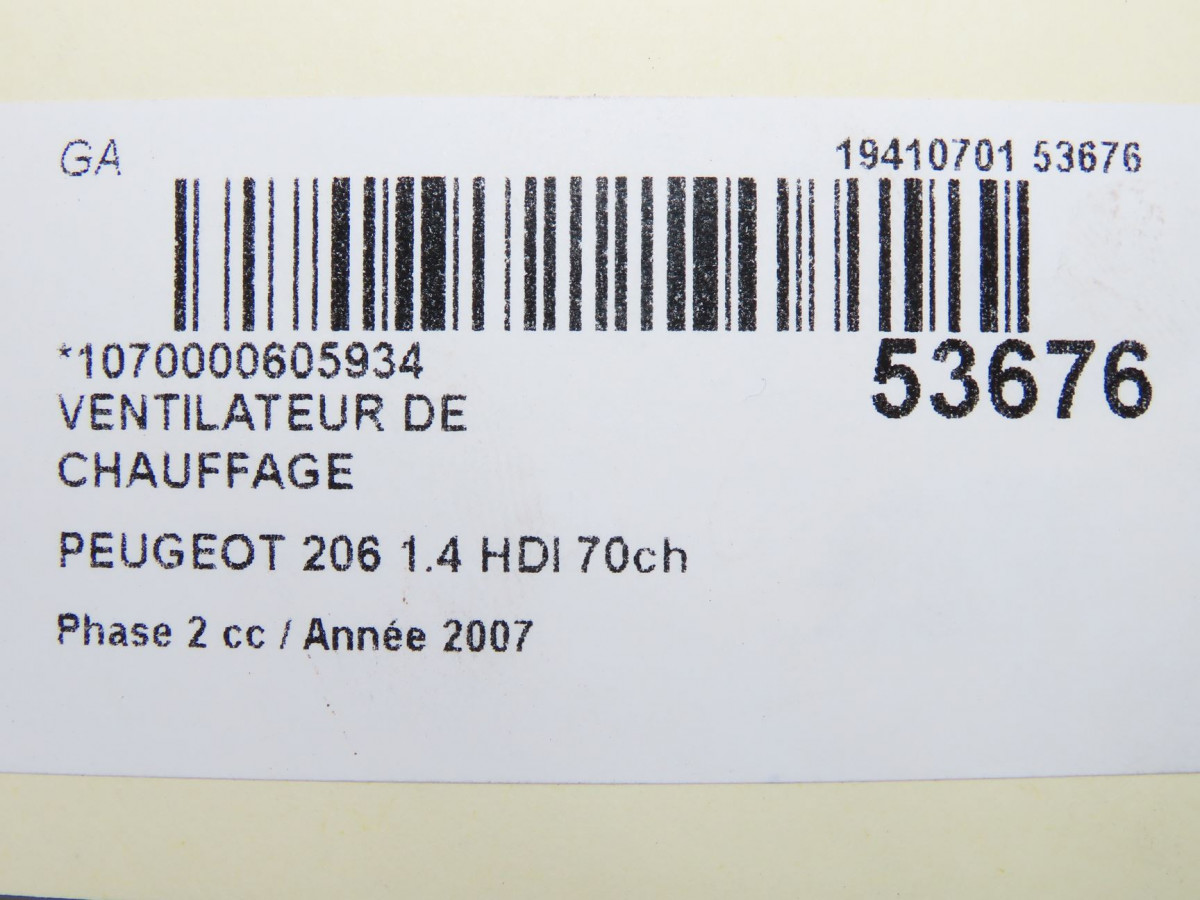 GA 19410701 53676
*1070000605934 53676
VENTILATEUR DE
CHAUFFAGE
PEUGEOT 206 1.4 HDI 70ch
Phase 2 cc / Année 2007